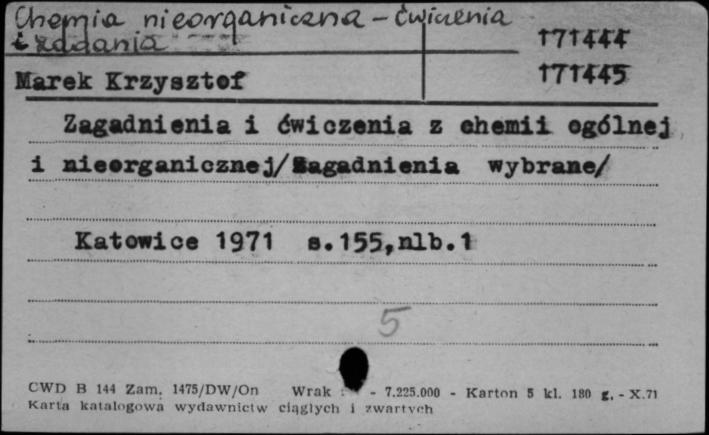 Chemia nieorganiczna - ćwiczenia
i zadania
171444
Marek Krzysztof
171445
Zagadnienia i ćwiczenia z chemii ogólnej
i nieorganicznej/Zagadnienia wybrane/
Katowice 1971 s.155,nlb.1
5
CWD B 144 Zam. 1475/DW/On Wrak - 7.225.000 - Karton 5 kl. 180 g. - X.71
Karta katalogowa wydawnictw ciągłych i zwartych